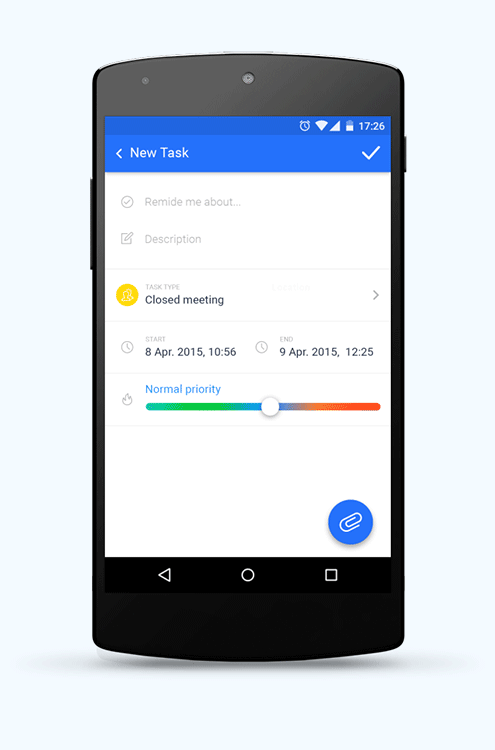 17:26
New Task
Remide me about...
Description
TASK TYPE
Closed meeting
START
8 Apr. 2015, 10:56
END
9 Apr. 2015, 12:25
Normal priority